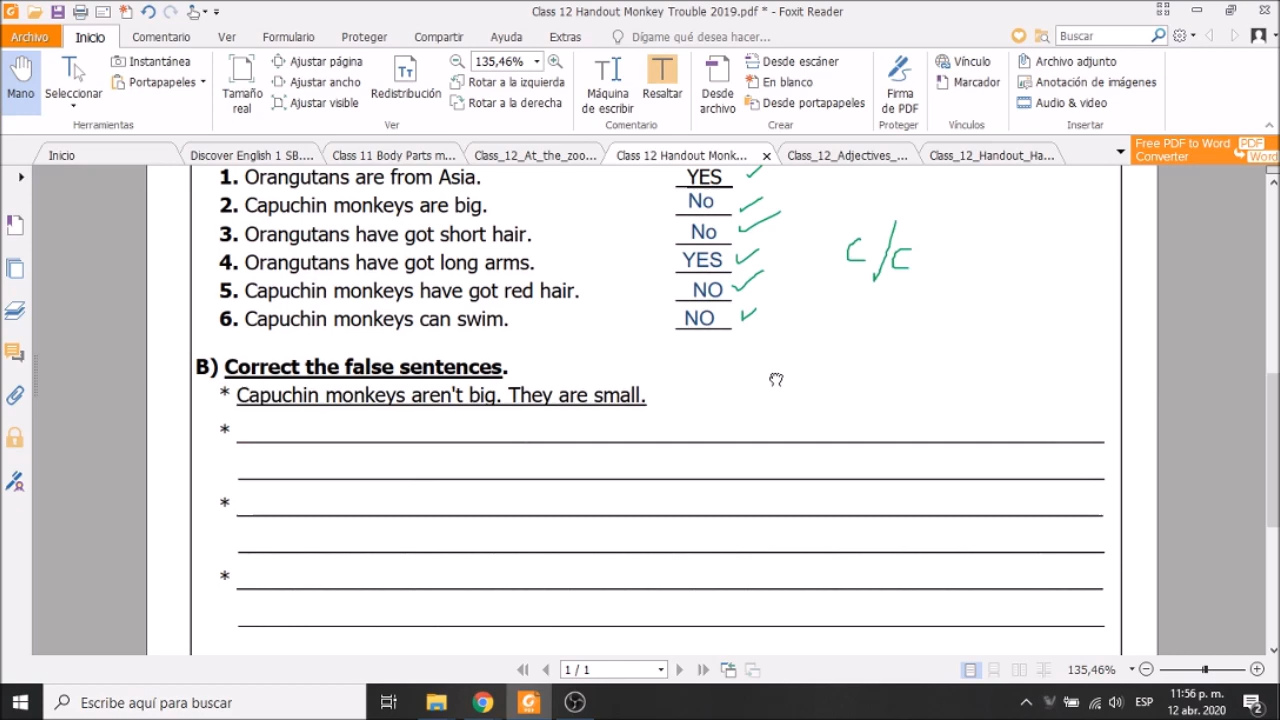 Class 12 Handout Monkey Trouble 2019.pdf * - Foxit Reader
Archivo Inicio Comentario Ver Formulario Proteger Compartir Ayuda Extras Dígame qué desea hacer... Buscar
Mano
Seleccionar
Instantánea
Portapapeles
Herramientas
Tamaño real
Ajustar página
Ajustar ancho
Ajustar visible
Redistribución
135,46%
Rotar a la izquierda
Rotar a la derecha
Ver
Máquina de escribir
Resaltar
Comentario
Desde archivo
Desde escáner
En blanco
Desde portapapeles
Crear
Firma de PDF
Proteger
Vínculo
Marcador
Vínculos
Archivo adjunto
Anotación de imágenes
Audio & video
Insertar
Inicio Discover English 1 SB.... Class 11 Body Parts m... Class_12_At_the_zoo... Class 12 Handout Monk... Class_12_Adjectives_... Class_12_Handout_Ha...
Free PDF to Word Converter
PDF
Word
1. Orangutans are from Asia. YES
2. Capuchin monkeys are big. No
3. Orangutans have got short hair. No
4. Orangutans have got long arms. YES
5. Capuchin monkeys have got red hair. NO
6. Capuchin monkeys can swim. NO
C/C
B) Correct the false sentences.
* Capuchin monkeys aren't big. They are small.
*
*
*
1 / 1
135,46%
Escribe aquí para buscar
ESP
11:56 p. m.
12 abr. 2020
2